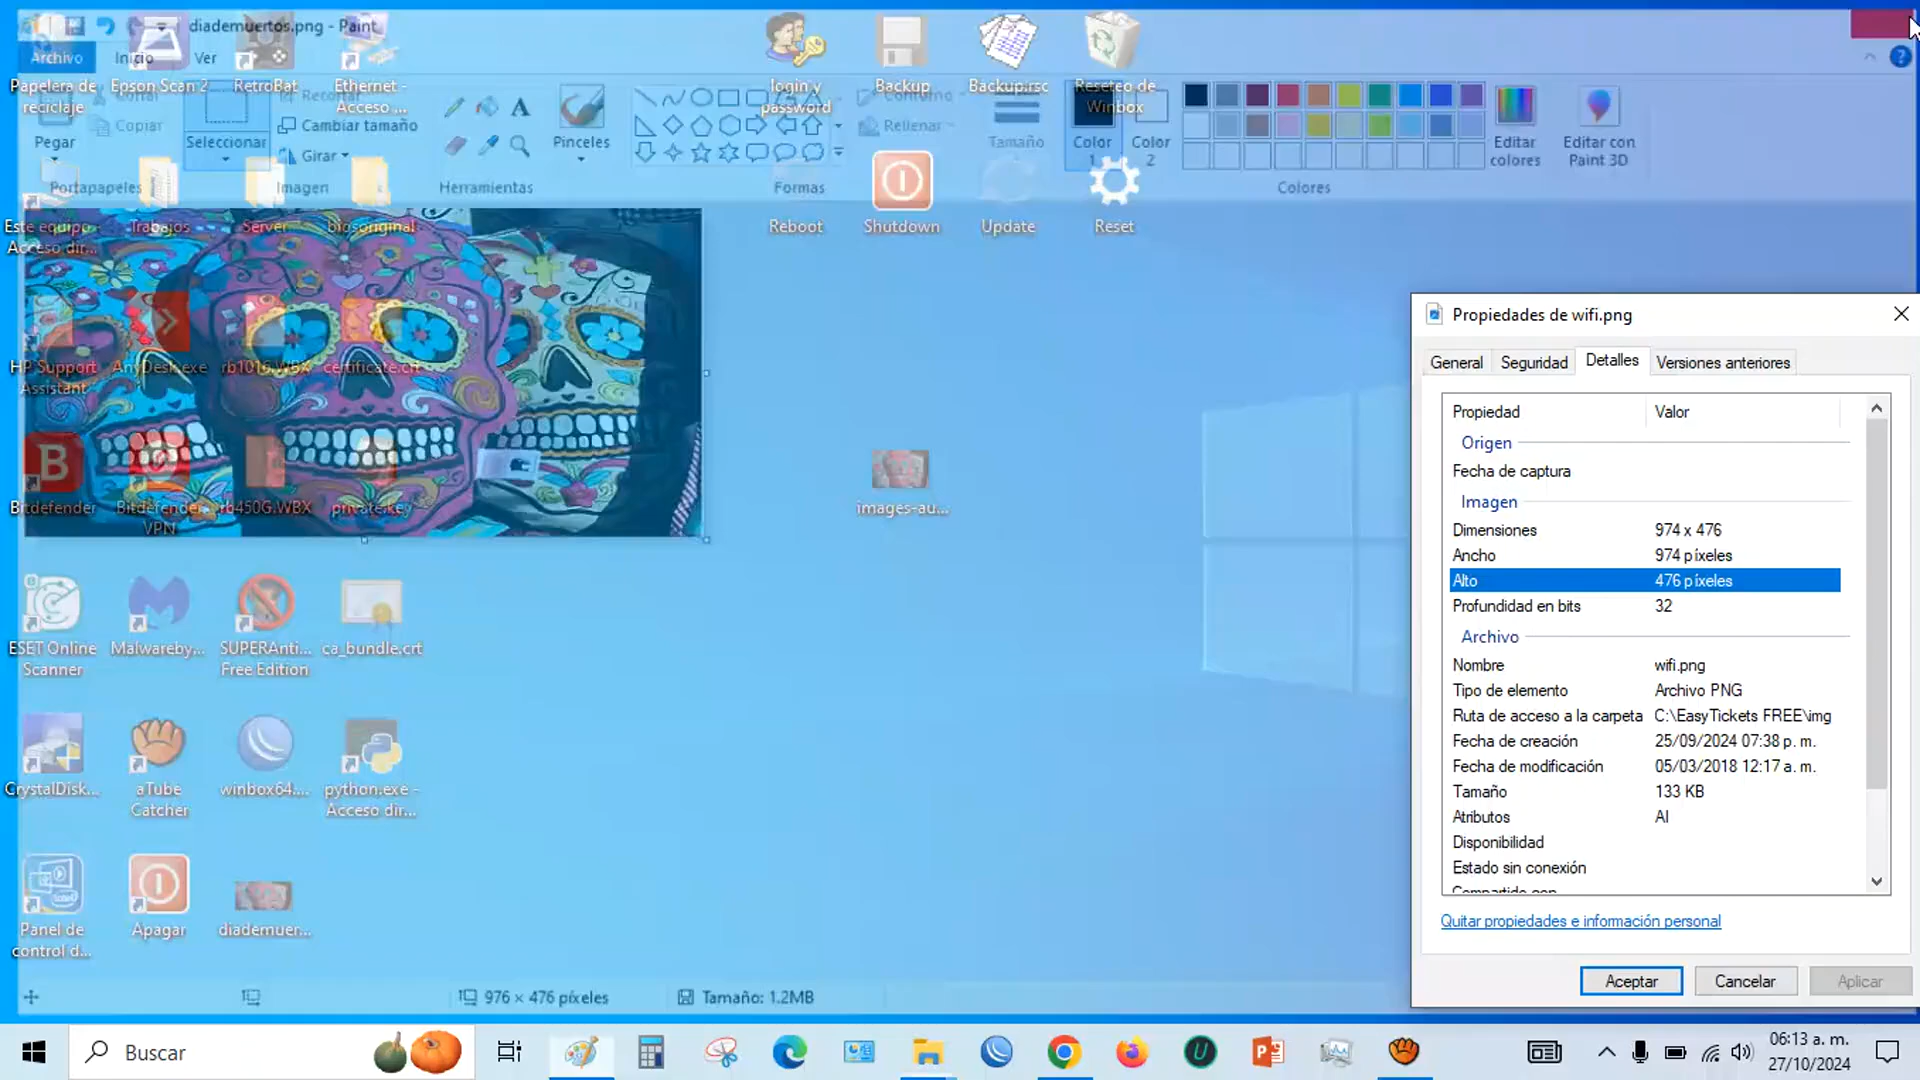 diademuertos.png - Paint
Archivo
Inicio
Ver
Cortar
Copiar
Pegar
Portapapeles
Seleccionar
Recortar
Cambiar tamaño
Girar
Imagen
Herramientas
Pinceles
Contorno
Rellenar
Formas
Tamaño
Color
1
Color
2
Colores
Editar
colores
Editar con
Paint 3D
Papelera de
reciclaje
Epson Scan 2
RetroBat
Ethernet -
Acceso ...
login y
password
Backup
Backup.rsc
Reseteo de
Winbox
Este equipo -
Acceso dir...
Trabajos
Server
biosoriginal
Reboot
Shutdown
Update
Reset
HP Support
Assistant
AnyDesk.exe
rb1016.WBX
certificate.crt
Bitdefender
Bitdefender
VPN
rb450G.WBX
private.key
images-au...
ESET Online
Scanner
Malwareby...
SUPERAnti...
Free Edition
ca_bundle.crt
CrystalDisk...
aTube
Catcher
winbox64....
python.exe -
Acceso dir...
Panel de
control d...
Apagar
diademuer...
976 × 476 píxeles
Tamaño: 1.2MB
Propiedades de wifi.png
General
Seguridad
Detalles
Versiones anteriores
Propiedad Valor
Origen
Fecha de captura
Imagen
Dimensiones 974 x 476
Ancho 974 píxeles
Alto 476 píxeles
Profundidad en bits 32
Archivo
Nombre wifi.png
Tipo de elemento Archivo PNG
Ruta de acceso a la carpeta C:\EasyTickets FREE\img
Fecha de creación 25/09/2024 07:38 p. m.
Fecha de modificación 05/03/2018 12:17 a. m.
Tamaño 133 KB
Atributos AI
Disponibilidad
Estado sin conexión
Compartido con
Quitar propiedades e información personal
Aceptar
Cancelar
Aplicar
Buscar
06:13 a. m.
27/10/2024